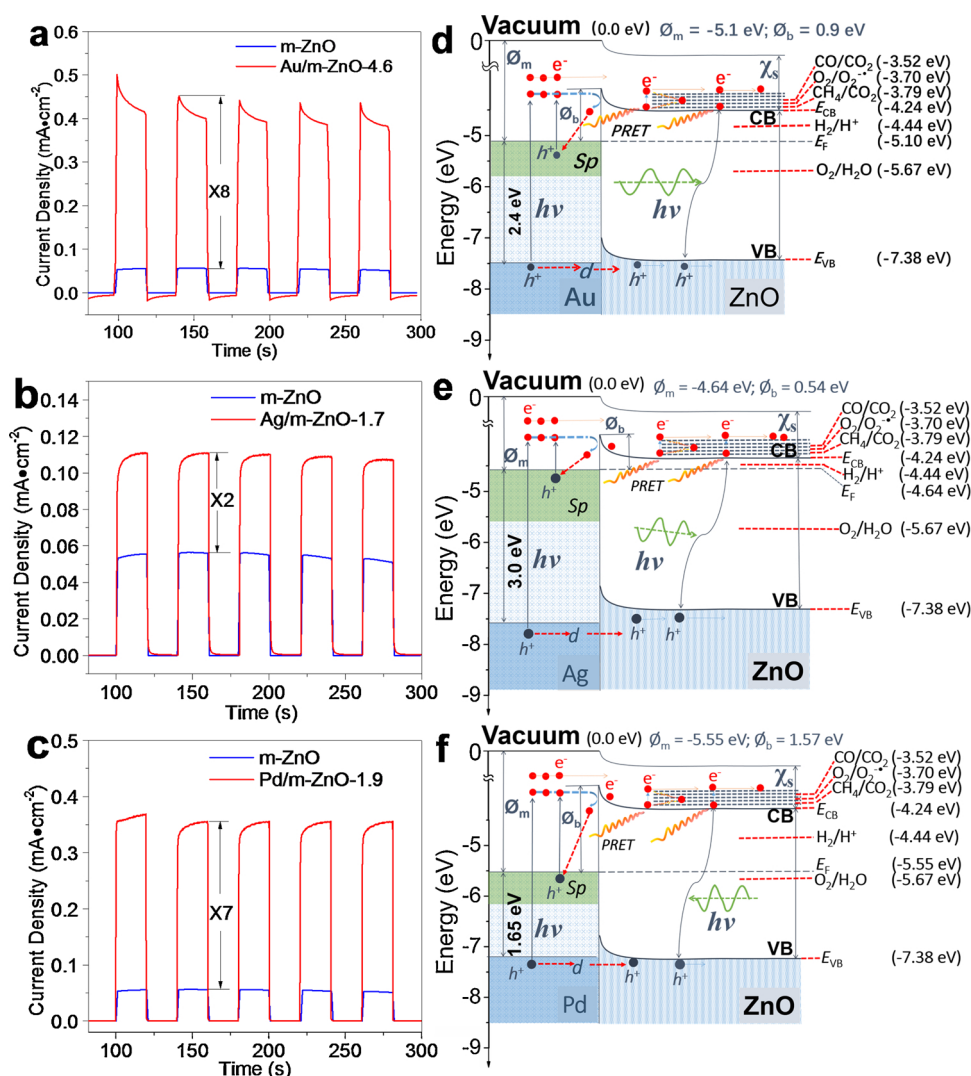 a
m-ZnO
Au/m-ZnO-4.6
X8
Current Density (mA•cm⁻²)
0.6
0.5
0.4
0.3
0.2
0.1
0.0
100 150 200 250 300
Time (s)
d
Vacuum (0.0 eV) Øm = -5.1 eV; Øb = 0.9 eV
Energy (eV)
0
-5
-6
-7
-8
-9
Øm
e⁻
Øb
e⁻
e⁻
χs
PRET
CB
h⁺
Sp
hν
2.4 eV
hν
VB
h⁺
d
h⁺
h⁺
Au
ZnO
CO/CO₂ (-3.52 eV)
O₂/O₂⁻• (-3.70 eV)
CH₄/CO₂ (-3.79 eV)
ECB (-4.24 eV)
H₂/H⁺ (-4.44 eV)
EF (-5.10 eV)
O₂/H₂O (-5.67 eV)
EVB (-7.38 eV)
b
m-ZnO
Ag/m-ZnO-1.7
X2
Current Density (mA•cm⁻²)
0.14
0.12
0.10
0.08
0.06
0.04
0.02
0.00
100 150 200 250 300
Time (s)
e
Vacuum (0.0 eV) Øm = -4.64 eV; Øb = 0.54 eV
Energy (eV)
0
-5
-6
-7
-8
-9
Øm
e⁻
Øb
e⁻
e⁻
χs
PRET
CB
h⁺
Sp
hν
3.0 eV
hν
VB
h⁺
d
h⁺
h⁺
Ag
ZnO
CO/CO₂ (-3.52 eV)
O₂/O₂⁻• (-3.70 eV)
CH₄/CO₂ (-3.79 eV)
ECB (-4.24 eV)
H₂/H⁺ (-4.44 eV)
EF (-4.64 eV)
O₂/H₂O (-5.67 eV)
EVB (-7.38 eV)
c
m-ZnO
Pd/m-ZnO-1.9
X7
Current Density (mA•cm⁻²)
0.5
0.4
0.3
0.2
0.1
0.0
100 150 200 250 300
Time (s)
f
Vacuum (0.0 eV) Øm = -5.55 eV; Øb = 1.57 eV
Energy (eV)
0
-5
-6
-7
-8
-9
Øm
e⁻
Øb
e⁻
e⁻
e⁻
χs
PRET
CB
h⁺
Sp
hν
1.65 eV
hν
VB
h⁺
d
h⁺
h⁺
Pd
ZnO
CO/CO₂ (-3.52 eV)
O₂/O₂⁻• (-3.70 eV)
CH₄/CO₂ (-3.79 eV)
ECB (-4.24 eV)
H₂/H⁺ (-4.44 eV)
EF (-5.55 eV)
O₂/H₂O (-5.67 eV)
EVB (-7.38 eV)